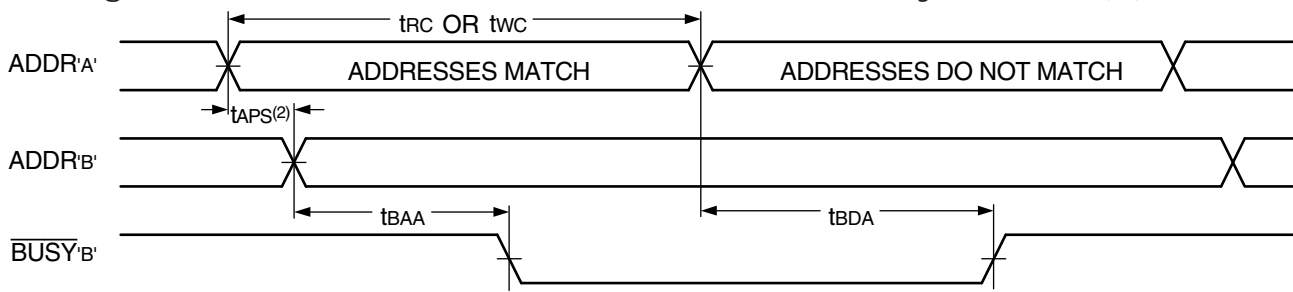 tRC OR tWC
ADDR'A'
ADDRESSES MATCH
ADDRESSES DO NOT MATCH
tAPS(2)
ADDR'B'
tBAA
tBDA
BUSY'B'